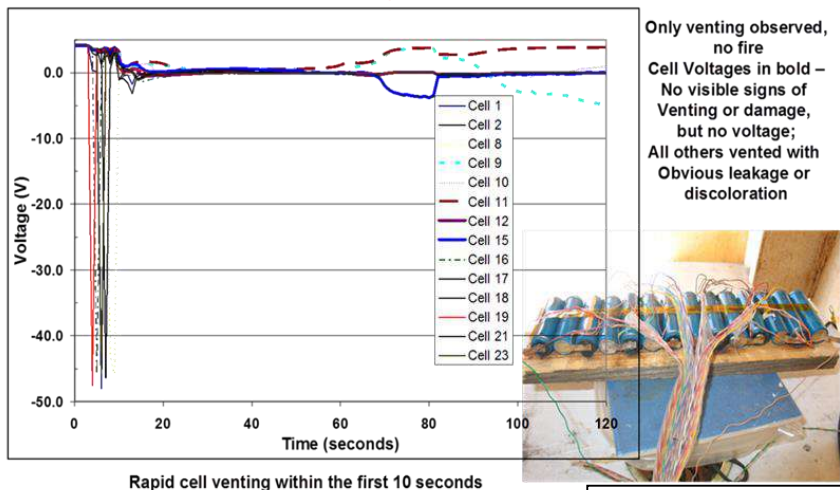 Only venting observed,
no fire
Cell Voltages in bold –
No visible signs of
Venting or damage,
but no voltage;
All others vented with
Obvious leakage or
discoloration
Voltage (V)
0.0
-10.0
-20.0
-30.0
-40.0
-50.0
Cell 1
Cell 2
Cell 8
Cell 9
Cell 10
Cell 11
Cell 12
Cell 15
Cell 16
Cell 17
Cell 18
Cell 19
Cell 21
Cell 23
0
20
40
60
80
100
120
Time (seconds)
Rapid cell venting within the first 10 seconds